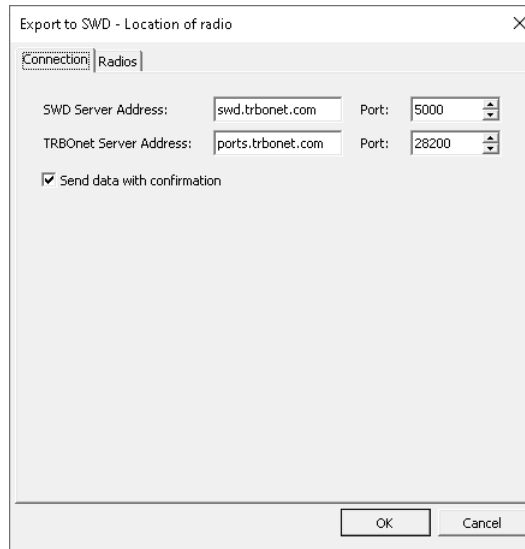 Export to SWD - Location of radio
Connection Radios
SWD Server Address: swd.trbonet.com Port: 5000
TRBOnet Server Address: ports.trbonet.com Port: 28200
Send data with confirmation
OK Cancel